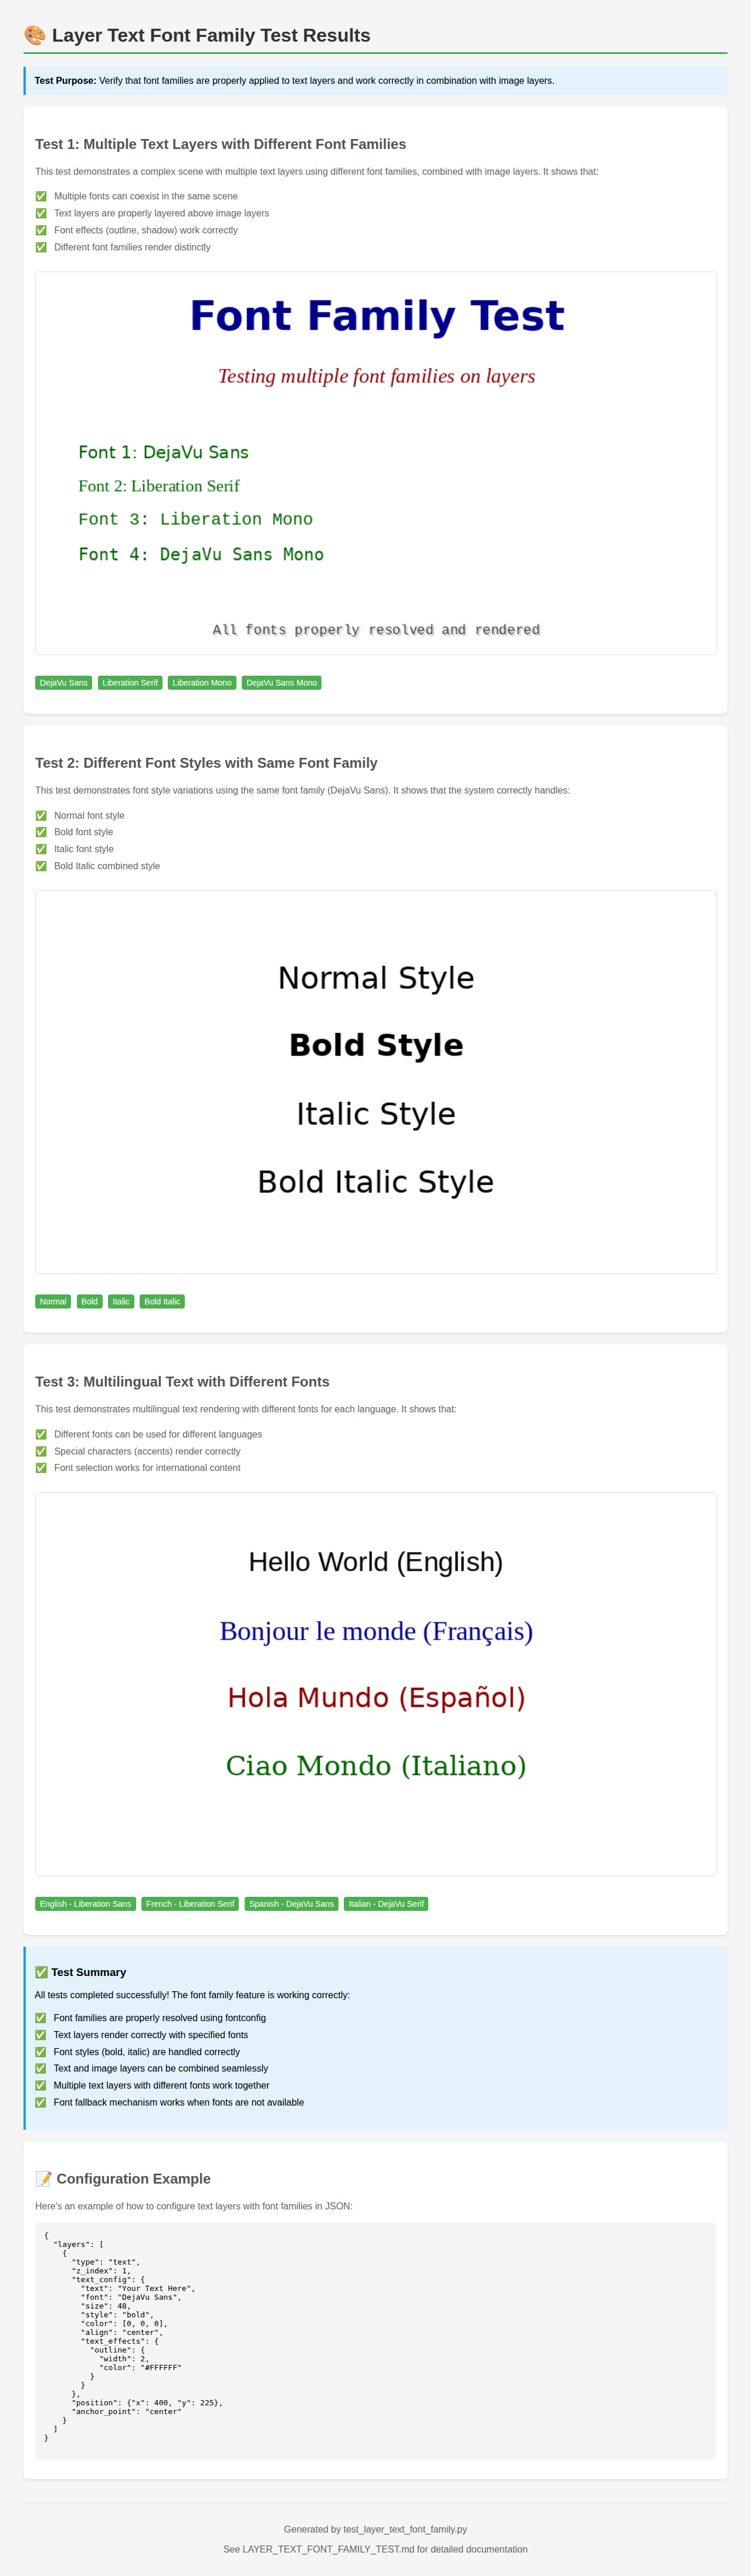 🎨 Layer Text Font Family Test Results
Test Purpose: Verify that font families are properly applied to text layers and work correctly in combination with image layers.
Test 1: Multiple Text Layers with Different Font Families
This test demonstrates a complex scene with multiple text layers using different font families, combined with image layers. It shows that:
✅ Multiple fonts can coexist in the same scene
✅ Text layers are properly layered above image layers
✅ Font effects (outline, shadow) work correctly
✅ Different font families render distinctly
Font Family Test
Testing multiple font families on layers
Font 1: DejaVu Sans
Font 2: Liberation Serif
Font 3: Liberation Mono
Font 4: DejaVu Sans Mono
All fonts properly resolved and rendered
DejaVu Sans Liberation Serif Liberation Mono DejaVu Sans Mono
Test 2: Different Font Styles with Same Font Family
This test demonstrates font style variations using the same font family (DejaVu Sans). It shows that the system correctly handles:
✅ Normal font style
✅ Bold font style
✅ Italic font style
✅ Bold Italic combined style
Normal Style
Bold Style
Italic Style
Bold Italic Style
Normal Bold Italic Bold Italic
Test 3: Multilingual Text with Different Fonts
This test demonstrates multilingual text rendering with different fonts for each language. It shows that:
✅ Different fonts can be used for different languages
✅ Special characters (accents) render correctly
✅ Font selection works for international content
Hello World (English)
Bonjour le monde (Français)
Hola Mundo (Español)
Ciao Mondo (Italiano)
English - Liberation Sans French - Liberation Serif Spanish - DejaVu Sans Italian - DejaVu Serif
✅ Test Summary
All tests completed successfully! The font family feature is working correctly:
✅ Font families are properly resolved using fontconfig
✅ Text layers render correctly with specified fonts
✅ Font styles (bold, italic) are handled correctly
✅ Text and image layers can be combined seamlessly
✅ Multiple text layers with different fonts work together
✅ Font fallback mechanism works when fonts are not available
📝 Configuration Example
Here's an example of how to configure text layers with font families in JSON:
{
  "layers": [
    {
      "type": "text",
      "z_index": 1,
      "text_config": {
        "text": "Your Text Here",
        "font": "DejaVu Sans",
        "size": 48,
        "style": "bold",
        "color": [0, 0, 0],
        "align": "center",
        "text_effects": {
          "outline": {
            "width": 2,
            "color": "#FFFFFF"
          }
        }
      },
      "position": {"x": 400, "y": 225},
      "anchor_point": "center"
    }
  ]
}
Generated by test_layer_text_font_family.py
See LAYER_TEXT_FONT_FAMILY_TEST.md for detailed documentation